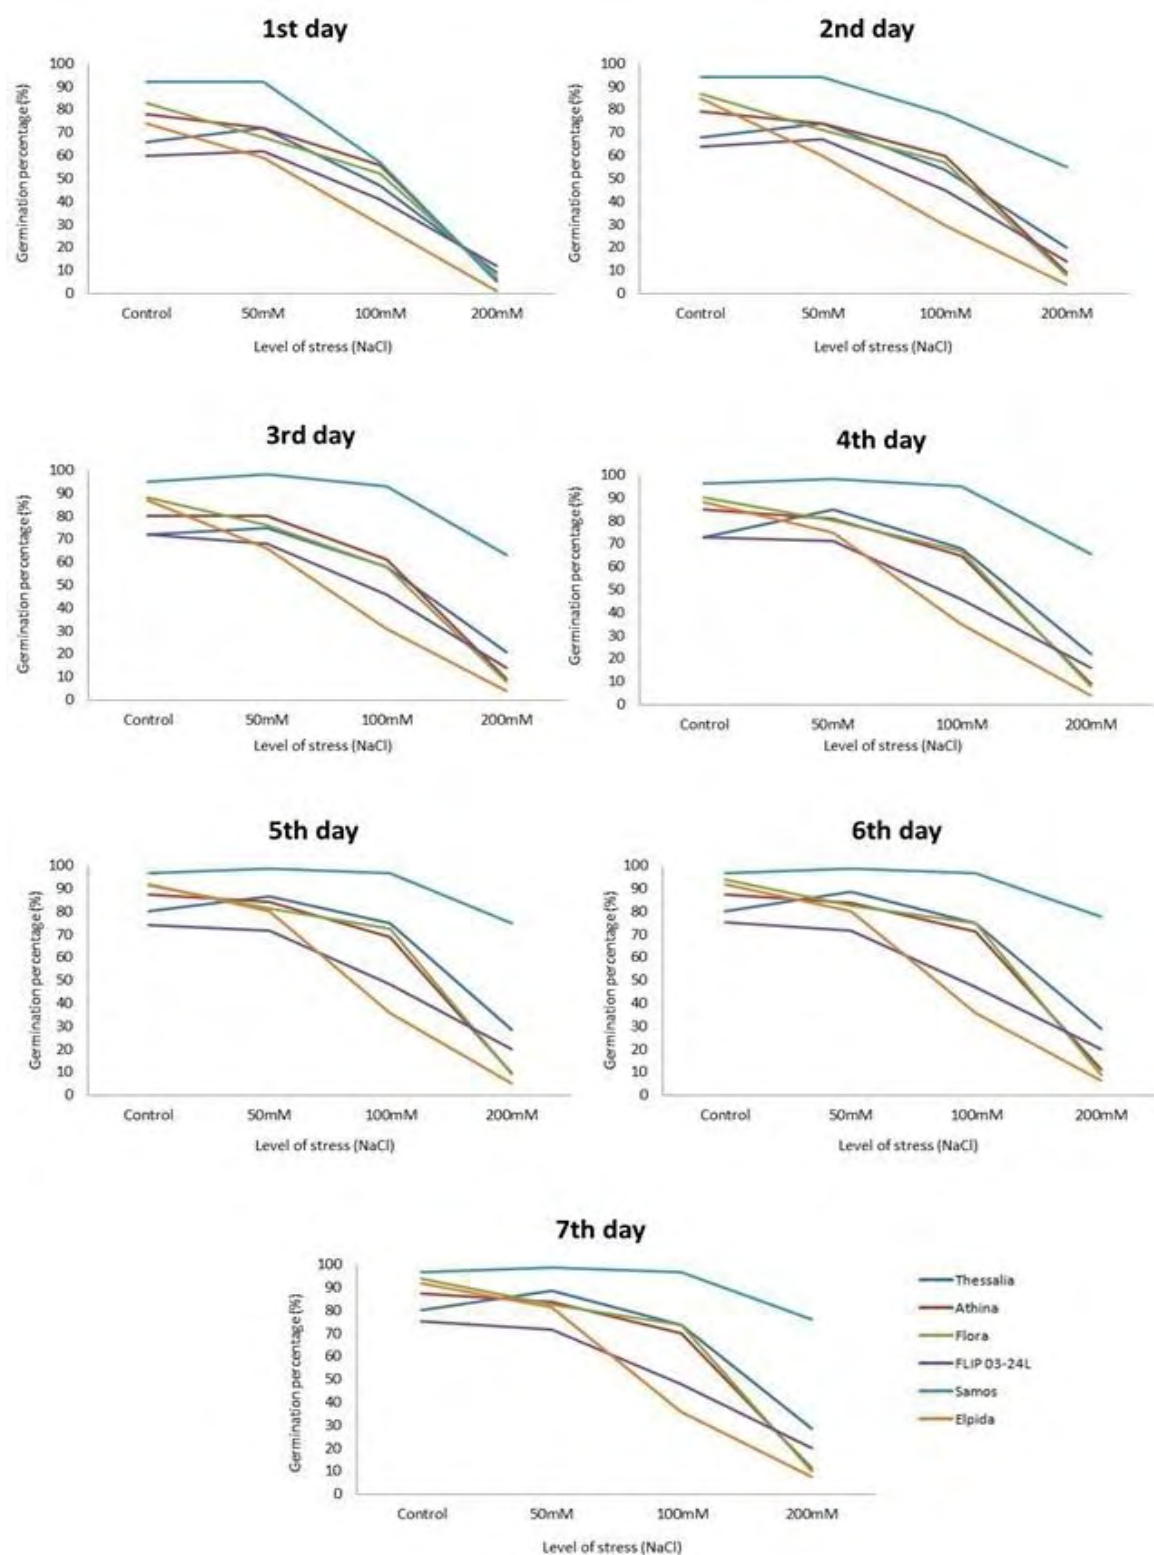 1st day
Germination percentage (%)
100
90
80
70
60
50
40
30
20
10
0
Control 50mM 100mM 200mM
Level of stress (NaCl)
2nd day
Germination percentage (%)
100
90
80
70
60
50
40
30
20
10
0
Control 50mM 100mM 200mM
Level of stress (NaCl)
3rd day
Germination percentage (%)
100
90
80
70
60
50
40
30
20
10
0
Control 50mM 100mM 200mM
Level of stress (NaCl)
4th day
Germination percentage (%)
100
90
80
70
60
50
40
30
20
10
0
Control 50mM 100mM 200mM
Level of stress (NaCl)
5th day
Germination percentage (%)
100
90
80
70
60
50
40
30
20
10
0
Control 50mM 100mM 200mM
Level of stress (NaCl)
6th day
Germination percentage (%)
100
90
80
70
60
50
40
30
20
10
0
Control 50mM 100mM 200mM
Level of stress (NaCl)
7th day
Germination percentage (%)
100
90
80
70
60
50
40
30
20
10
0
Control 50mM 100mM 200mM
Level of stress (NaCl)
Thessalia
Athina
Flora
FLIP 03-24L
Samos
Elpida